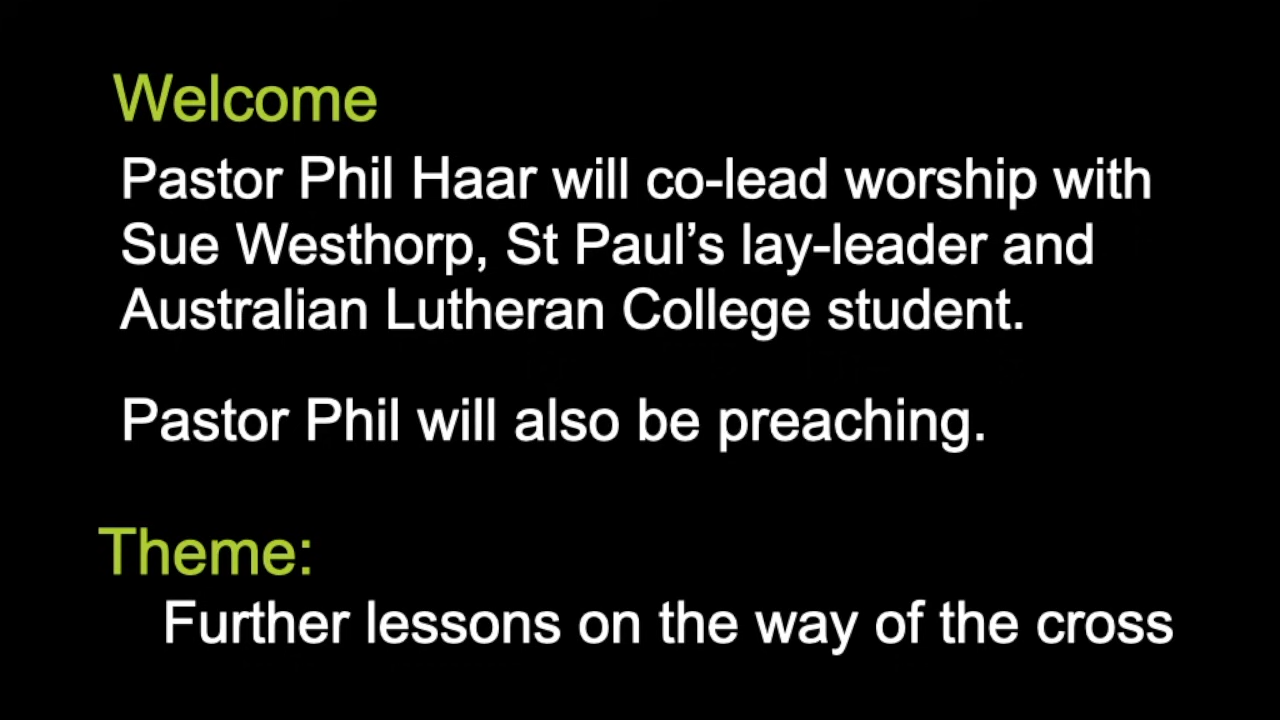 Welcome
Pastor Phil Haar will co-lead worship with
Sue Westhorp, St Paul’s lay-leader and
Australian Lutheran College student.
Pastor Phil will also be preaching.
Theme:
Further lessons on the way of the cross